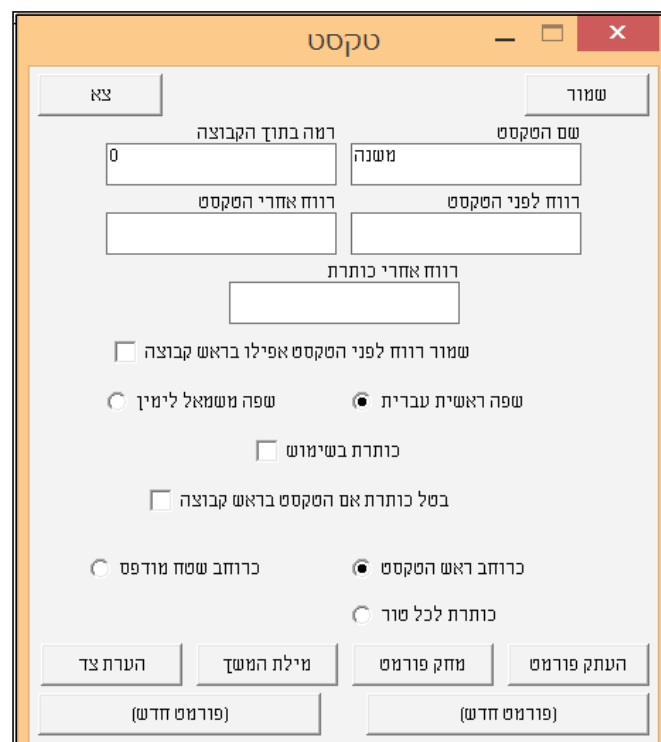 טקסט
שמור צא
שם הטקסט רמה בתוך הקבוצה
משנה 0
רווח לפני הטקסט רווח אחרי הטקסט
רווח אחרי כותרת
שמור רווח לפני הטקסט אפילו בראש קבוצה
שפה ראשית עברית שפה משמאל לימין
כותרת בשימוש
בטל כותרת אם הטקסט בראש קבוצה
כרוחב ראש הטקסט כרוחב שטח מודפס
כותרת לכל טור
העתק פורמט מחק פורמט מילת המשך הערת צד
(פורמט חדש) (פורמט חדש)